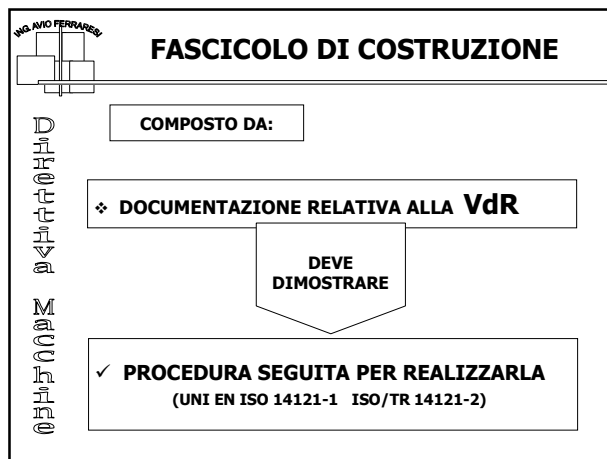 ING. AVIO FERRARESI
FASCICOLO DI COSTRUZIONE
Direttiva Macchine
COMPOSTO DA:
❖ DOCUMENTAZIONE RELATIVA ALLA VdR
DEVE
DIMOSTRARE
✓ PROCEDURA SEGUITA PER REALIZZARLA
(UNI EN ISO 14121-1 ISO/TR 14121-2)